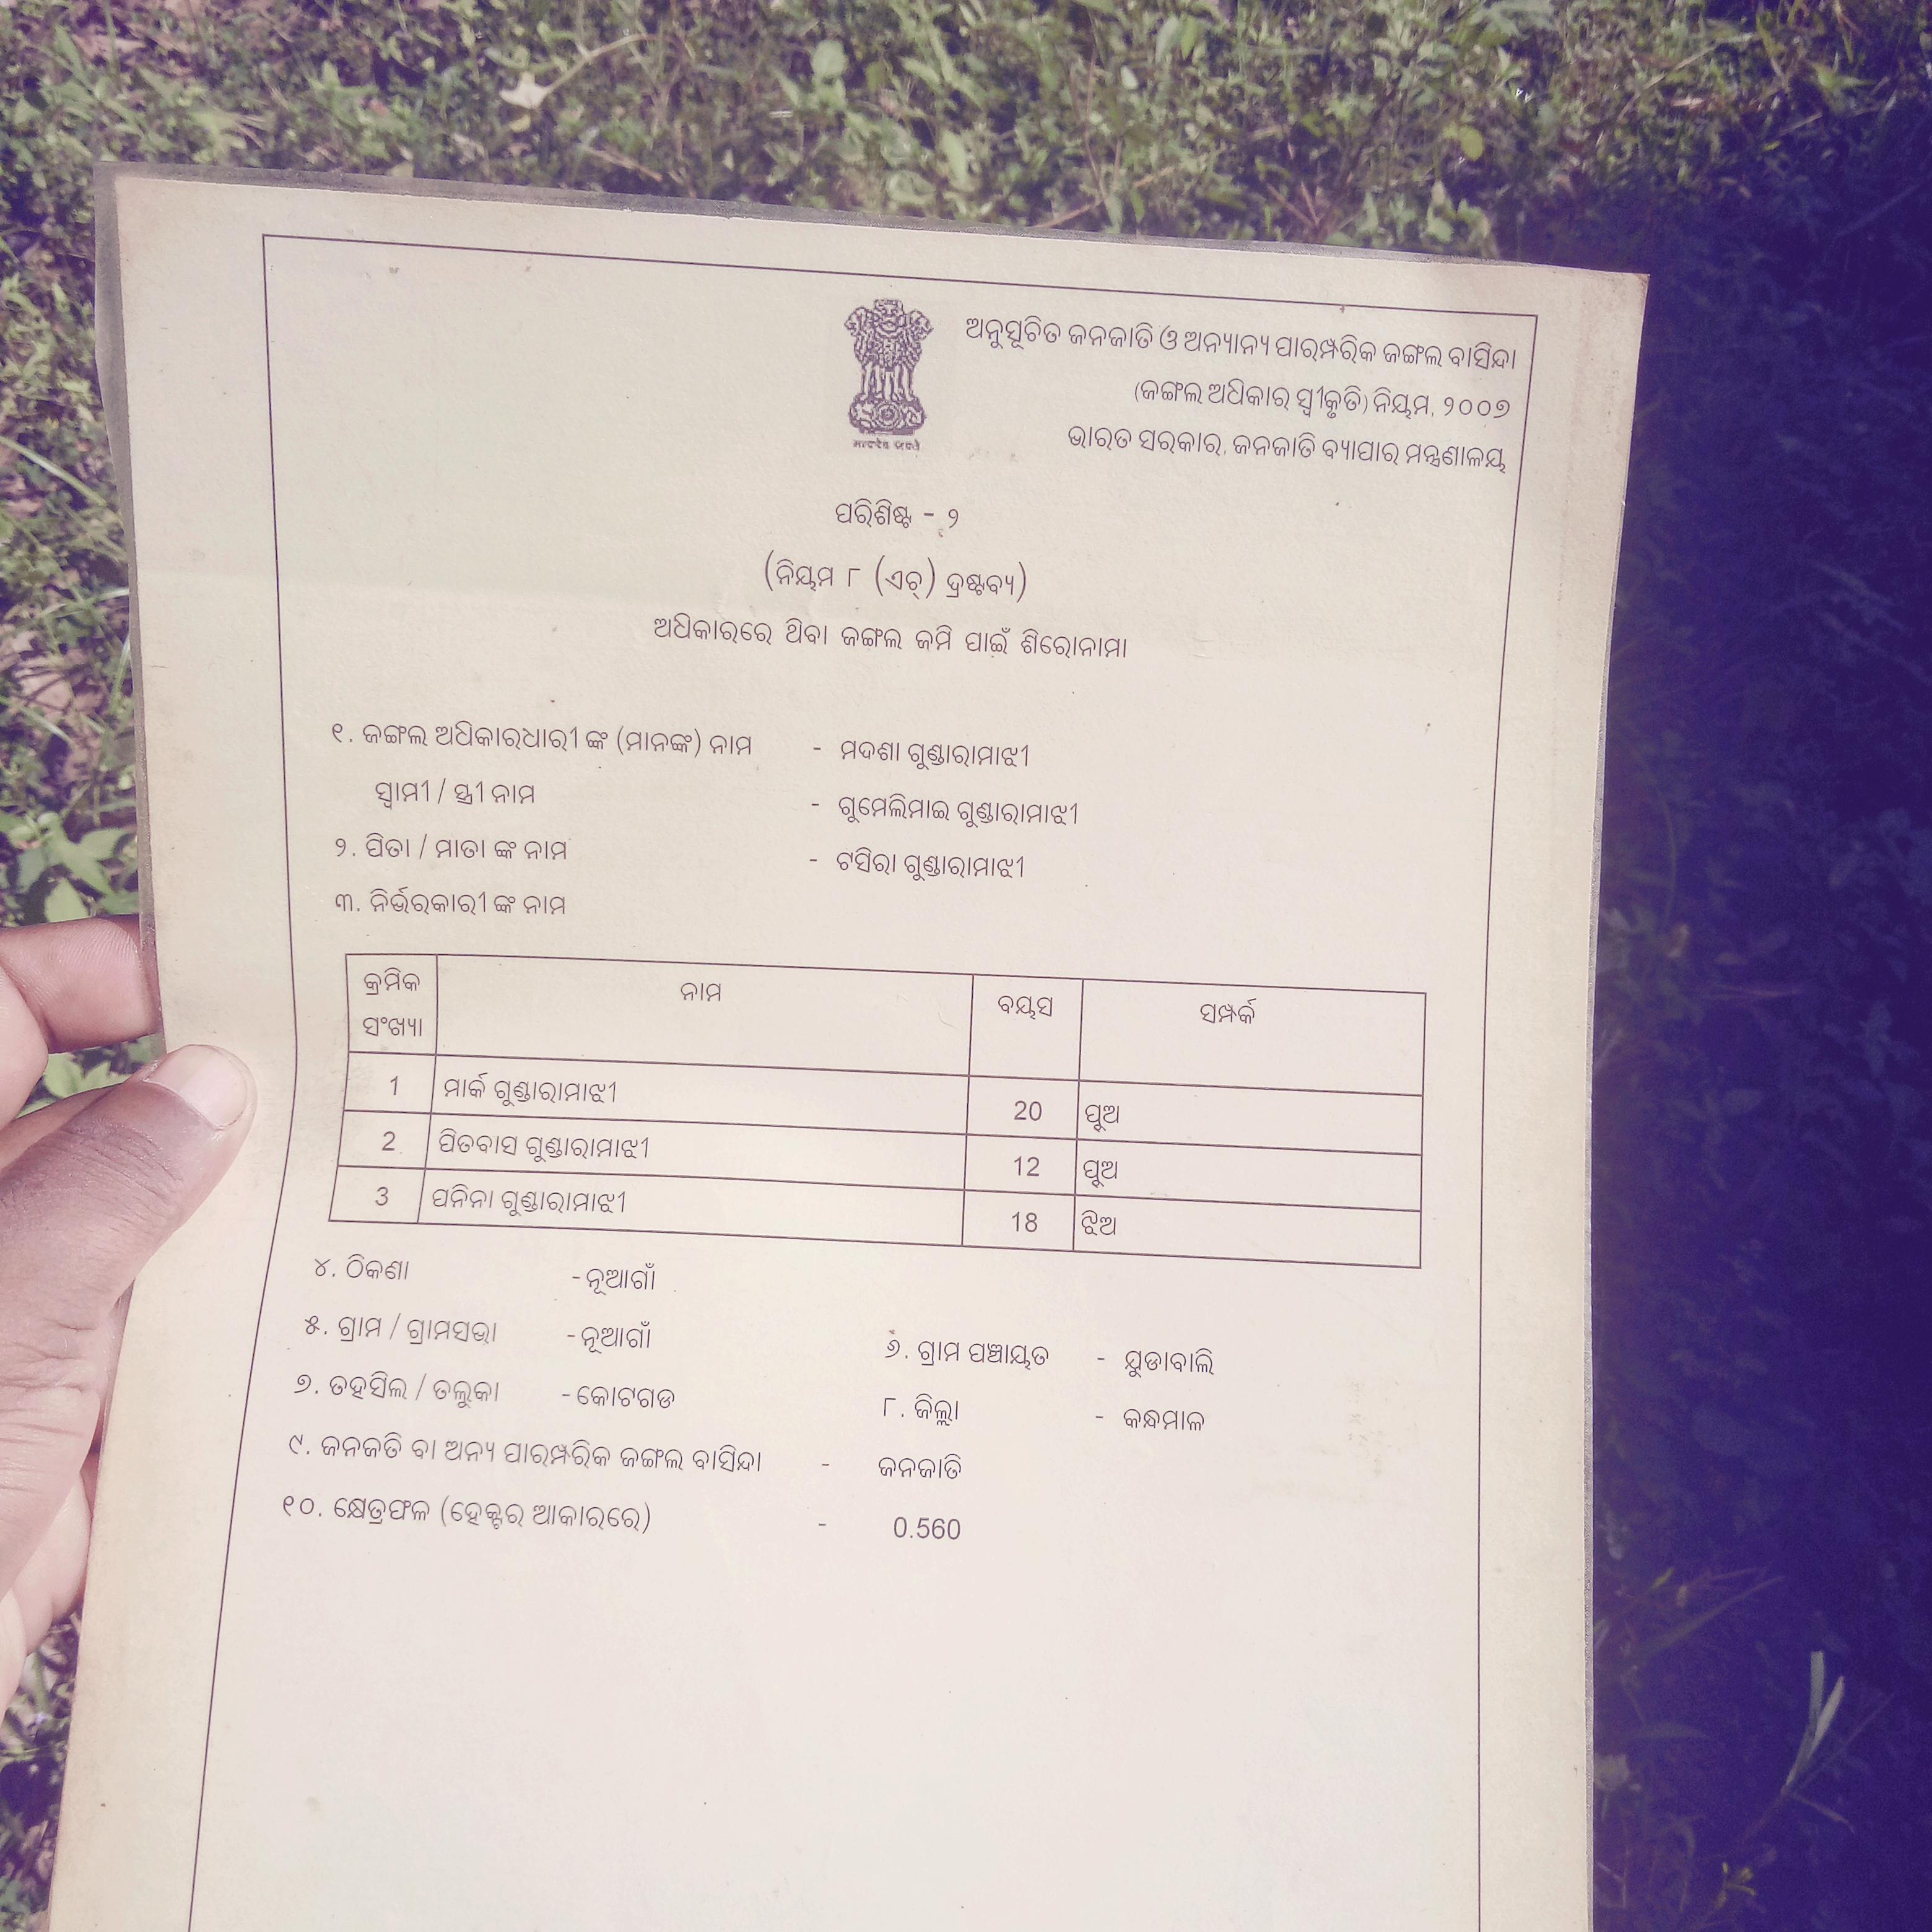 ଅନୁସୂଚିତ ଜନଜାତି ଓ ଅନ୍ୟାନ୍ୟ ପାରମ୍ପରିକ ଜଙ୍ଗଲ ବାସିନ୍ଦା
(ଜଙ୍ଗଲ ଅଧିକାର ସ୍ୱୀକୃତି) ନିୟମ, ୨୦୦୭
ଭାରତ ସରକାର, ଜନଜାତି ବ୍ୟାପାର ମନ୍ତ୍ରଣାଳୟ
ପରିଶିଷ୍ଟ - ୨
(ନିୟମ ୮ (ଏଚ୍) ଦ୍ରଷ୍ଟବ୍ୟ)
ଅଧିକାରରେ ଥିବା ଜଙ୍ଗଲ ଜମି ପାଇଁ ଶିରୋନାମା
୧. ଜଙ୍ଗଲ ଅଧିକାରଧାରୀ ଙ୍କ (ମାନଙ୍କ) ନାମ - ମଦଶା ଗୁଣ୍ଡାରାମାଝୀ
ସ୍ୱାମୀ / ସ୍ତ୍ରୀ ନାମ - ଗୁମେଲିମାଇ ଗୁଣ୍ଡାରାମାଝୀ
୨. ପିତା / ମାତା ଙ୍କ ନାମ - ଟସିରା ଗୁଣ୍ଡାରାମାଝୀ
୩. ନିର୍ଭରକାରୀ ଙ୍କ ନାମ
କ୍ରମିକ ସଂଖ୍ୟା ନାମ ବୟସ ସମ୍ପର୍କ
1 ମାର୍କ ଗୁଣ୍ଡାରାମାଝୀ 20 ପୁଅ
2 ପିତବାସ ଗୁଣ୍ଡାରାମାଝୀ 12 ପୁଅ
3 ପନିନା ଗୁଣ୍ଡାରାମାଝୀ 18 ଝିଅ
୪. ଠିକଣା - ନୂଆଗାଁ
୫. ଗ୍ରାମ / ଗ୍ରାମସଭା - ନୂଆଗାଁ ୬. ଗ୍ରାମ ପଞ୍ଚାୟତ - ଯୁଡାବାଲି
୭. ତହସିଲ / ତଲୁକା - କୋଟଗଡ ୮. ଜିଲ୍ଲା - କନ୍ଧମାଳ
୯. ଜନଜତି ବା ଅନ୍ୟ ପାରମ୍ପରିକ ଜଙ୍ଗଲ ବାସିନ୍ଦା - ଜନଜାତି
୧୦. କ୍ଷେତ୍ରଫଳ (ହେକ୍ଟର ଆକାରରେ) - 0.560